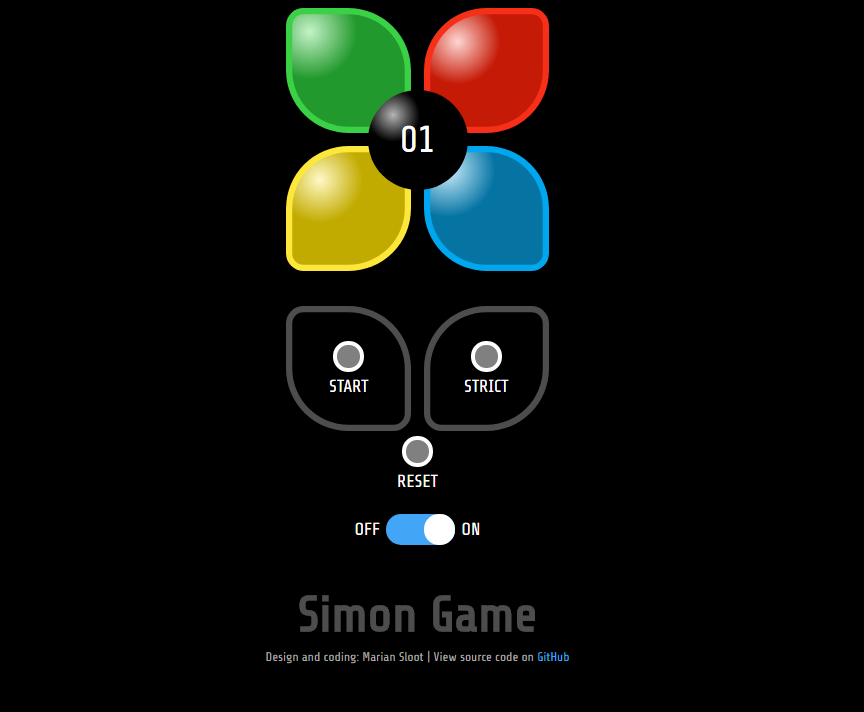 01
START
STRICT
RESET
OFF ON
Simon Game
Design and coding: Marian Sloot | View source code on GitHub